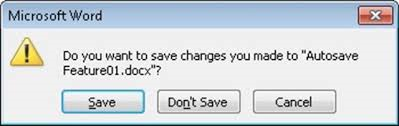 Microsoft Word
Do you want to save changes you made to "Autosave
Feature01.docx"?
Save Don't Save Cancel